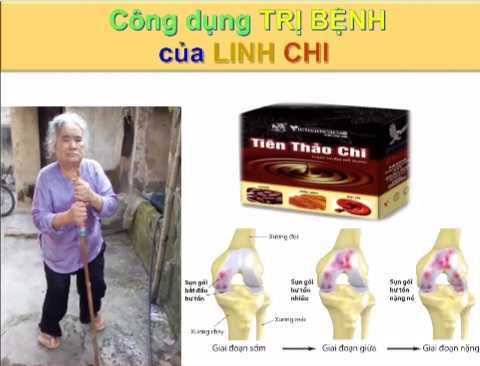 Công dụng TRỊ BỆNH
của LINH CHI
Tiên Thảo Chi
Xương đùi
Sụn gối
bắt đầu
hư tổn
Sụn gối
hư tổn
nhiều
Sụn gối
hư tổn
nặng nề
Xương chày
Xương mác
Giai đoạn sớm
Giai đoạn giữa
Giai đoạn nặng